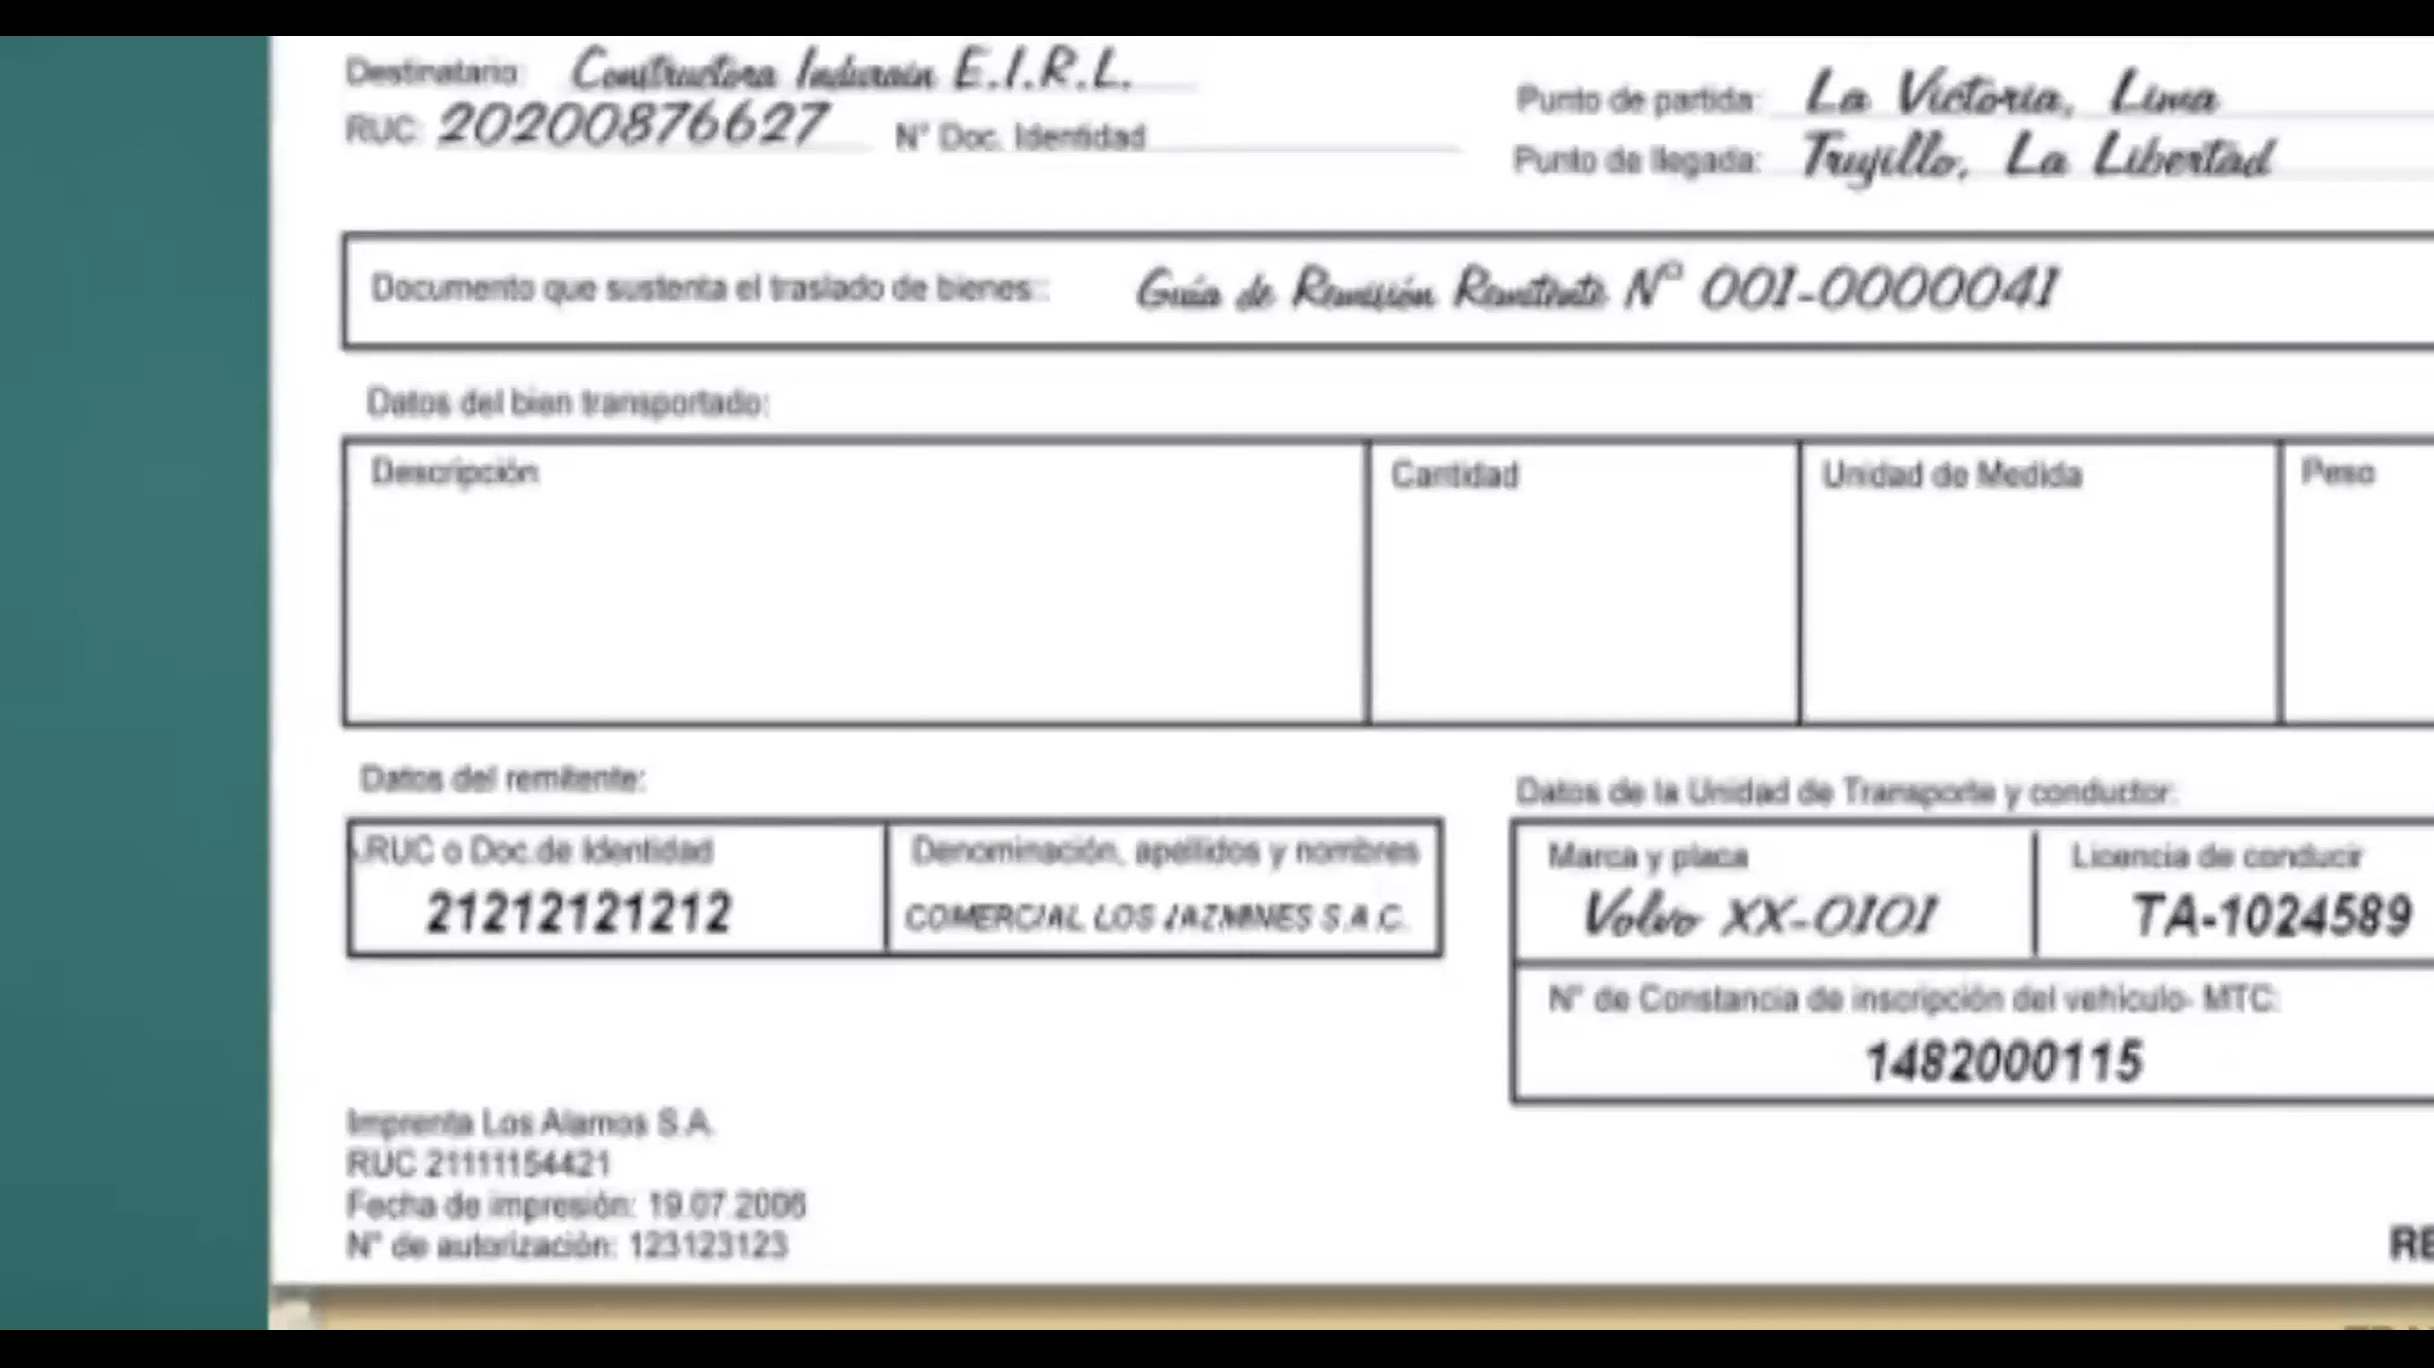 Destinatario: Constructora Indurain E.I.R.L.
RUC: 20200876627 N° Doc. Identidad
Punto de partida: La Victoria, Lima
Punto de llegada: Trujillo, La Libertad
Documento que sustenta el traslado de bienes: Guía de Remisión Remitente N° 001-0000041
Datos del bien transportado:
Descripción Cantidad Unidad de Medida Peso
Datos del remitente:
RUC o Doc.de Identidad Denominación, apellidos y nombres
21212121212 COMERCIAL LOS JAZMINES S.A.C.
Datos de la Unidad de Transporte y conductor:
Marca y placa Licencia de conducir
Volvo XX-0101 TA-1024589
N° de Constancia de inscripción del vehículo- MTC:
1482000115
Imprenta Los Alamos S.A.
RUC 21111154421
Fecha de impresión: 19.07.2006
N° de autorización: 123123123
RE